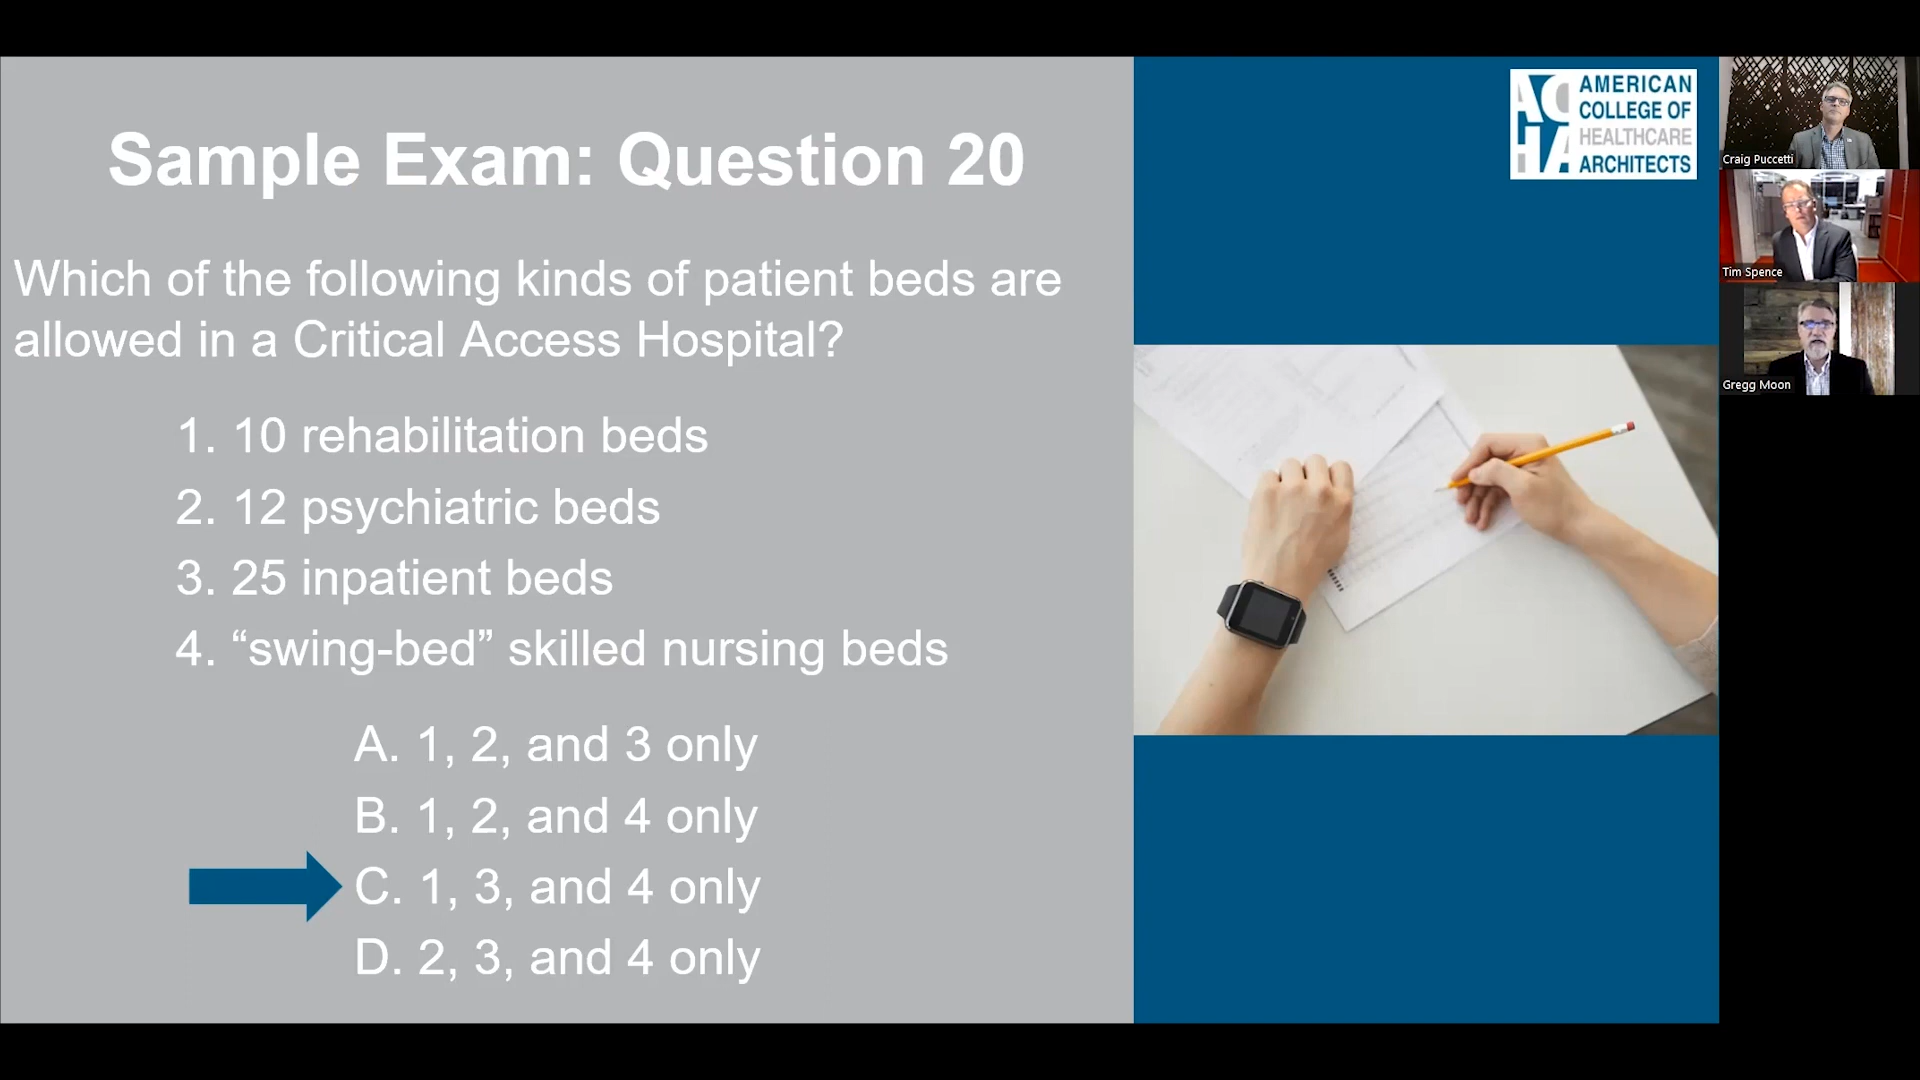 Sample Exam: Question 20
Which of the following kinds of patient beds are
allowed in a Critical Access Hospital?
1. 10 rehabilitation beds
2. 12 psychiatric beds
3. 25 inpatient beds
4. “swing-bed” skilled nursing beds
A. 1, 2, and 3 only
B. 1, 2, and 4 only
C. 1, 3, and 4 only
D. 2, 3, and 4 only
ACHA
AMERICAN
COLLEGE OF
HEALTHCARE
ARCHITECTS
Craig Puccetti
Tim Spence
Gregg Moon